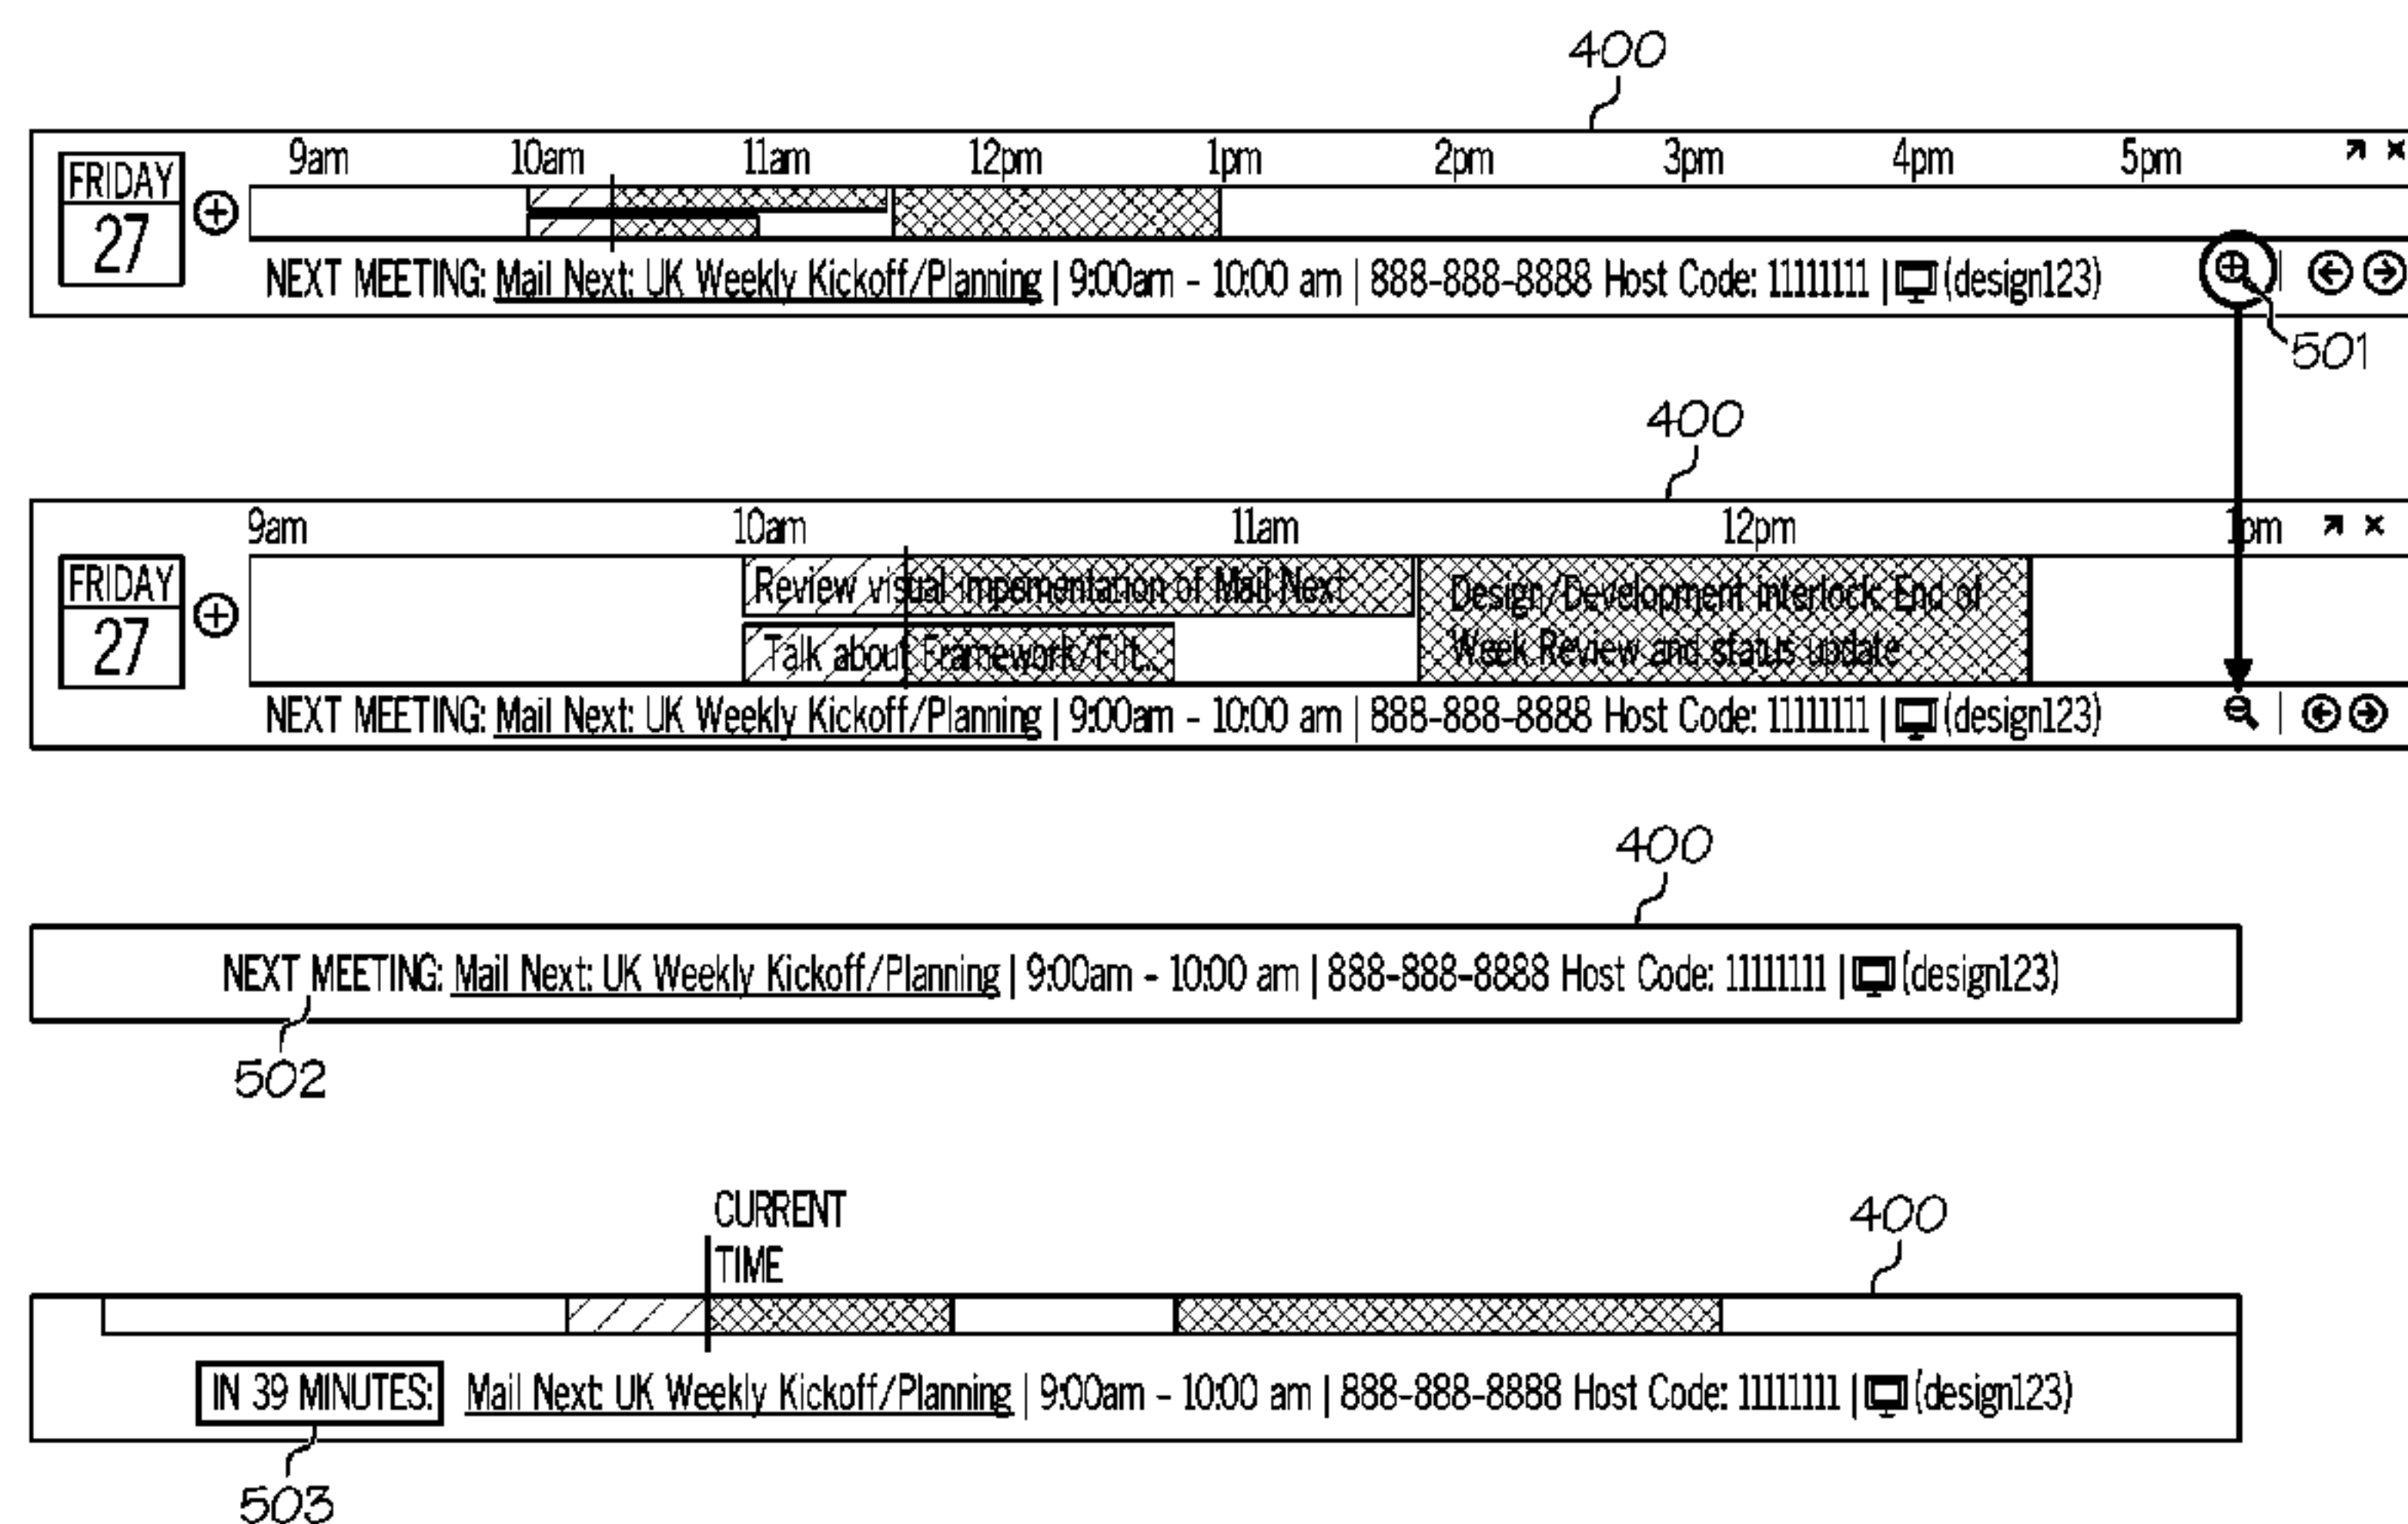 400
9am 10am 11am 12pm 1pm 2pm 3pm 4pm 5pm
FRIDAY
27
NEXT MEETING: Mail Next: UK Weekly Kickoff/Planning | 9:00am - 10:00 am | 888-888-8888 Host Code: 11111111 | (design123)
501
400
9am 10am 11am 12pm 1pm
FRIDAY
27
Review visual impementation of Mail Next
Talk about Framework/Filt...
Design/Development interlock: End of
Week Review and status update
NEXT MEETING: Mail Next: UK Weekly Kickoff/Planning | 9:00am - 10:00 am | 888-888-8888 Host Code: 11111111 | (design123)
400
NEXT MEETING: Mail Next: UK Weekly Kickoff/Planning | 9:00am - 10:00 am | 888-888-8888 Host Code: 11111111 | (design123)
502
CURRENT
TIME
400
IN 39 MINUTES: Mail Next: UK Weekly Kickoff/Planning | 9:00am - 10:00 am | 888-888-8888 Host Code: 11111111 | (design123)
503